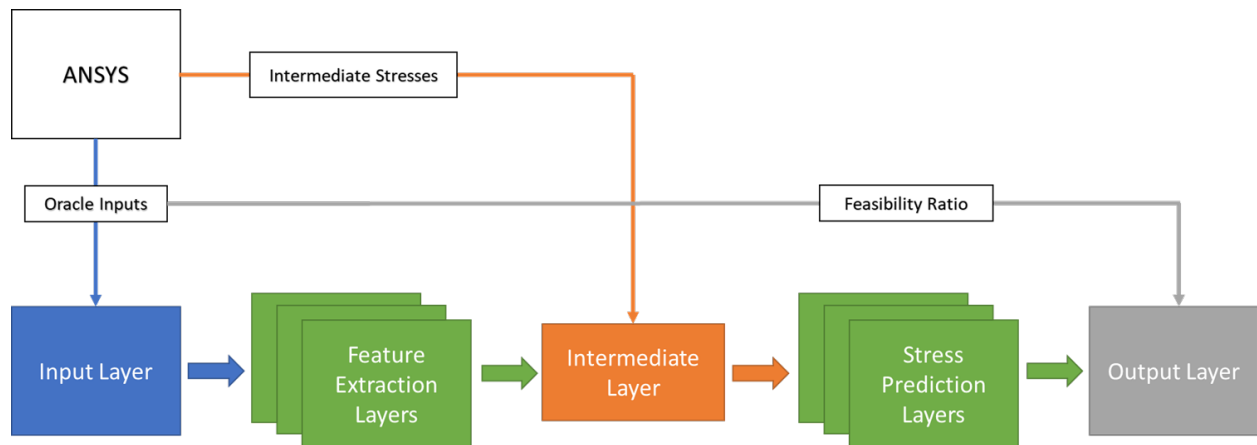 ANSYS
Intermediate Stresses
Oracle Inputs
Feasibility Ratio
Input Layer
Feature
Extraction
Layers
Intermediate
Layer
Stress
Prediction
Layers
Output Layer